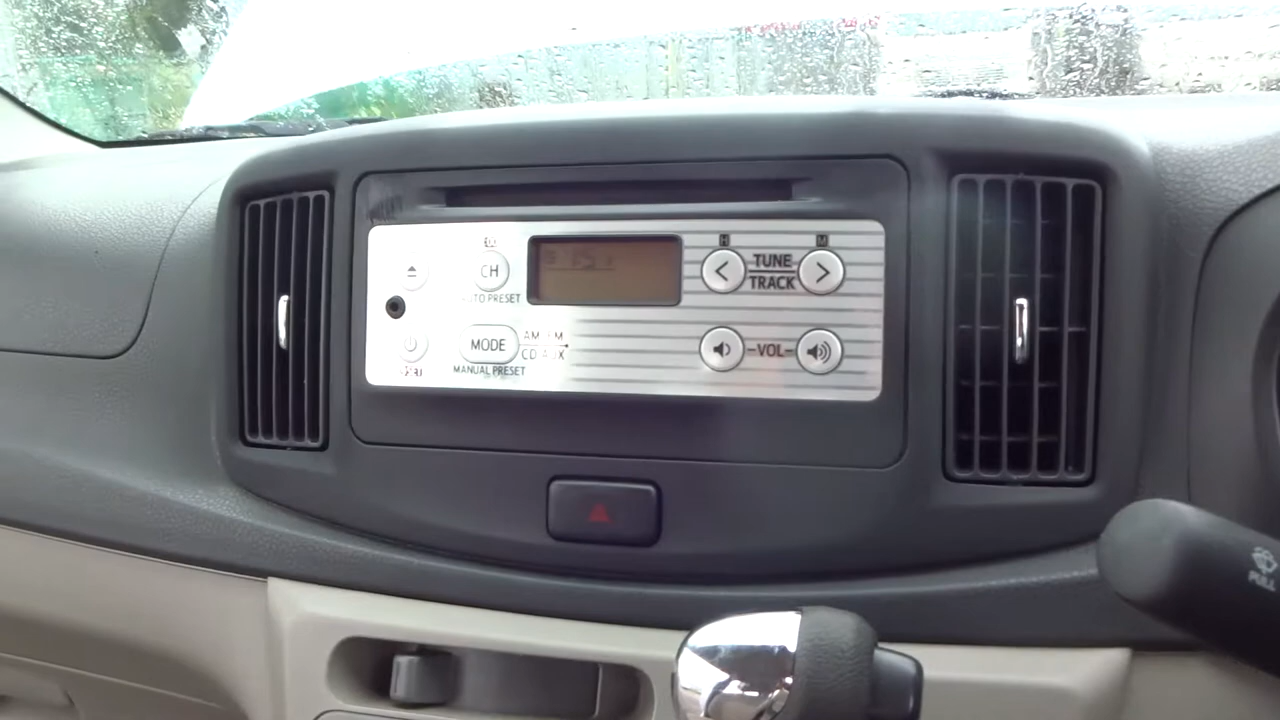 CH
AUTO PRESET
H
M
TUNE
TRACK
MODE
AM FM
CD AUX
MANUAL PRESET
VOL
PULL